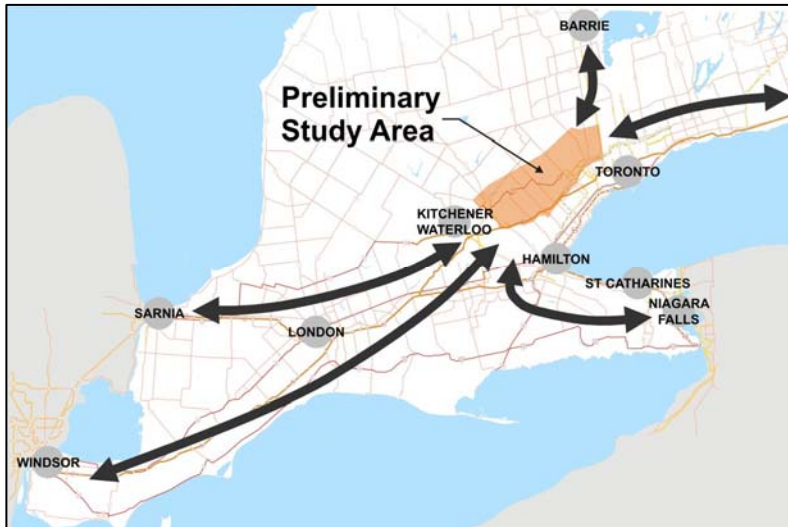 BARRIE
Preliminary
Study Area
TORONTO
KITCHENER
WATERLOO
HAMILTON
ST CATHARINES
NIAGARA
FALLS
SARNIA
LONDON
WINDSOR